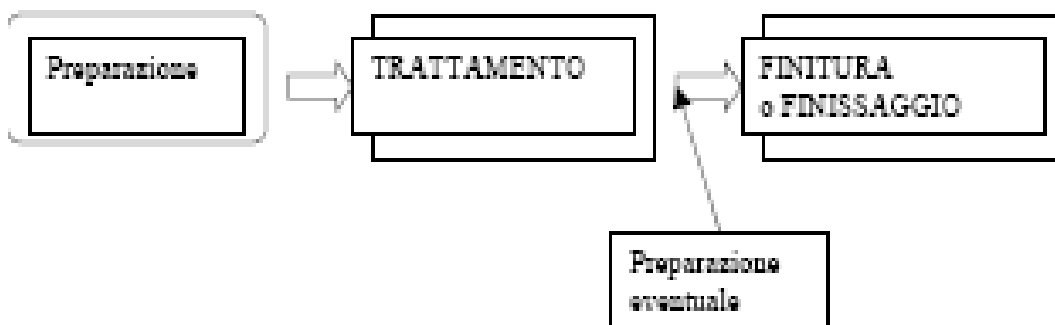 Preparazione
TRATTAMENTO
FINITURA
o FINISSAGGIO
Preparazione
eventuale